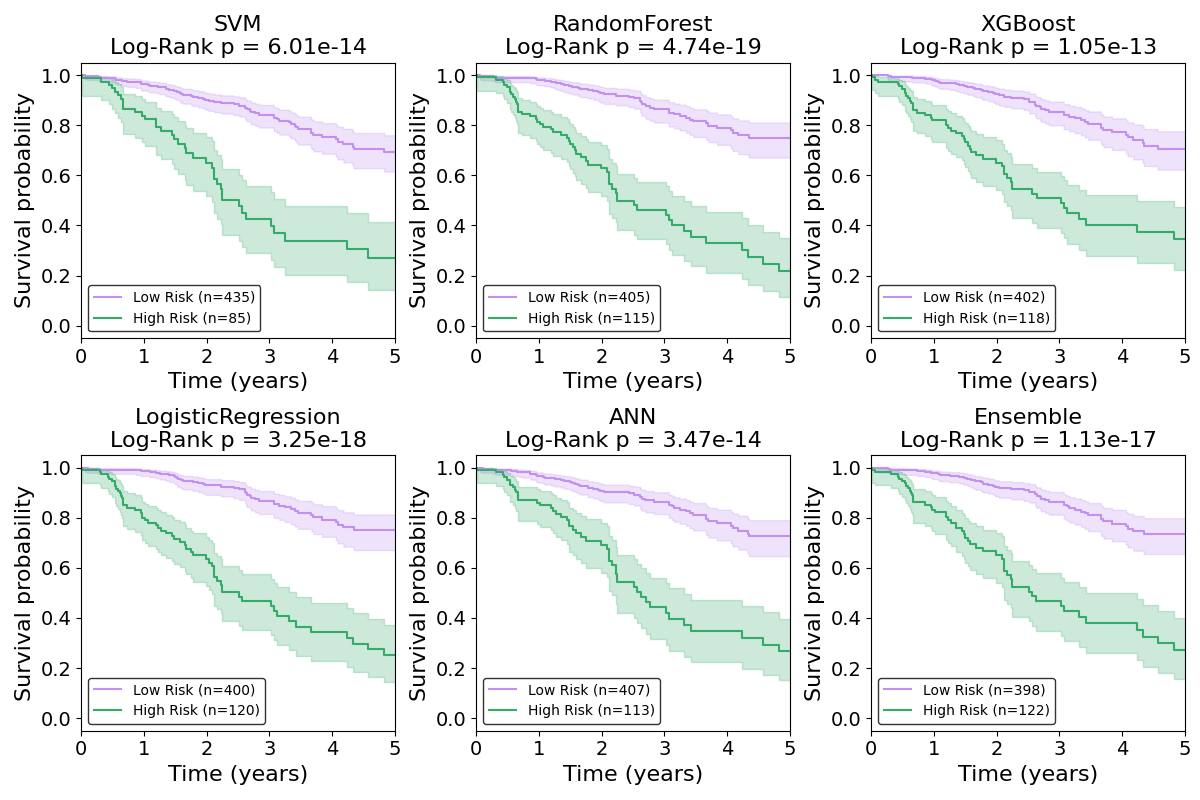 SVM
Log-Rank p = 6.01e-14
Survival probability
1.0
0.8
0.6
0.4
0.2
0.0
Low Risk (n=435)
High Risk (n=85)
0 1 2 3 4 5
Time (years)
RandomForest
Log-Rank p = 4.74e-19
Survival probability
1.0
0.8
0.6
0.4
0.2
0.0
Low Risk (n=405)
High Risk (n=115)
0 1 2 3 4 5
Time (years)
XGBoost
Log-Rank p = 1.05e-13
Survival probability
1.0
0.8
0.6
0.4
0.2
0.0
Low Risk (n=402)
High Risk (n=118)
0 1 2 3 4 5
Time (years)
LogisticRegression
Log-Rank p = 3.25e-18
Survival probability
1.0
0.8
0.6
0.4
0.2
0.0
Low Risk (n=400)
High Risk (n=120)
0 1 2 3 4 5
Time (years)
ANN
Log-Rank p = 3.47e-14
Survival probability
1.0
0.8
0.6
0.4
0.2
0.0
Low Risk (n=407)
High Risk (n=113)
0 1 2 3 4 5
Time (years)
Ensemble
Log-Rank p = 1.13e-17
Survival probability
1.0
0.8
0.6
0.4
0.2
0.0
Low Risk (n=398)
High Risk (n=122)
0 1 2 3 4 5
Time (years)